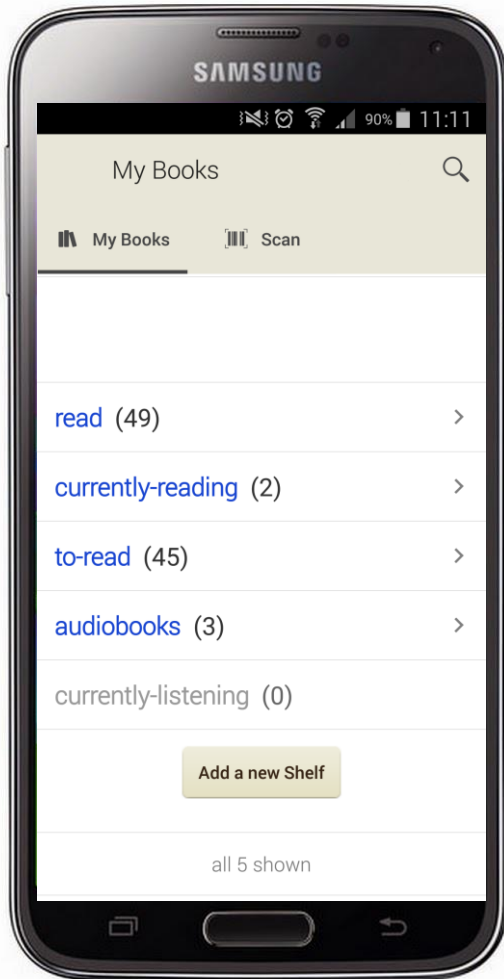 SAMSUNG
90% 11:11
My Books
My Books Scan
read (49)
currently-reading (2)
to-read (45)
audiobooks (3)
currently-listening (0)
Add a new Shelf
all 5 shown